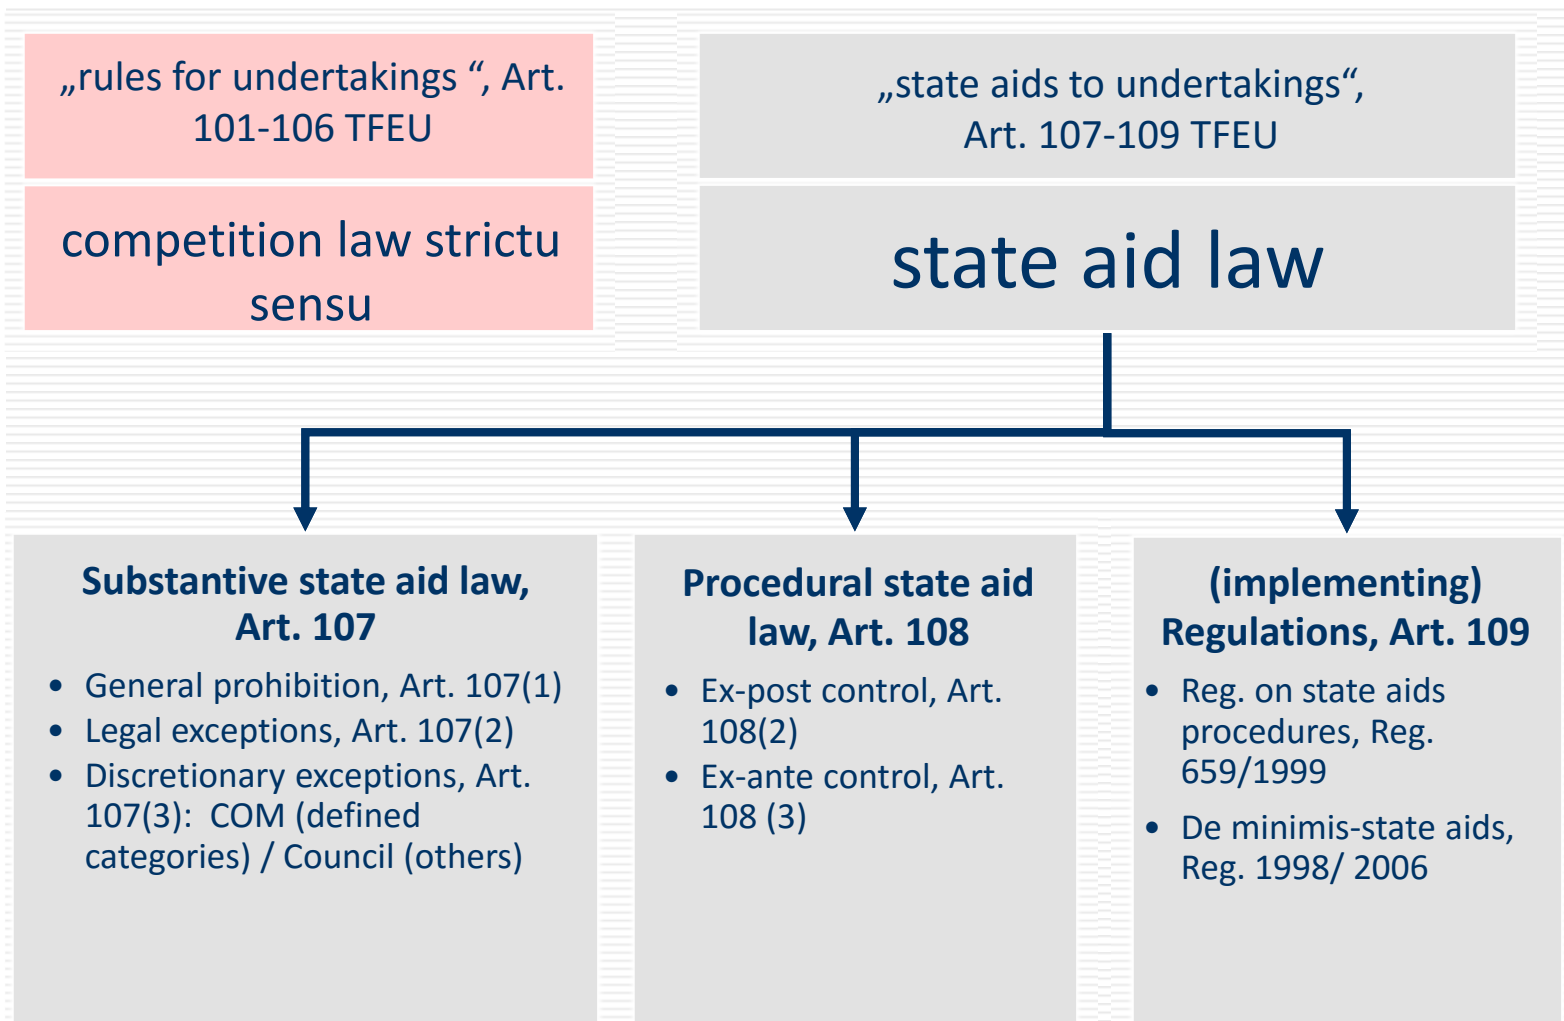 „rules for undertakings “, Art.
101-106 TFEU
competition law strictu
sensu
„state aids to undertakings“,
Art. 107-109 TFEU
state aid law
Substantive state aid law,
Art. 107
• General prohibition, Art. 107(1)
• Legal exceptions, Art. 107(2)
• Discretionary exceptions, Art.
107(3):  COM (defined
categories) / Council (others)
Procedural state aid
law, Art. 108
• Ex-post control, Art.
108(2)
• Ex-ante control, Art.
108 (3)
(implementing)
Regulations, Art. 109
• Reg. on state aids
procedures, Reg.
659/1999
• De minimis-state aids,
Reg. 1998/ 2006